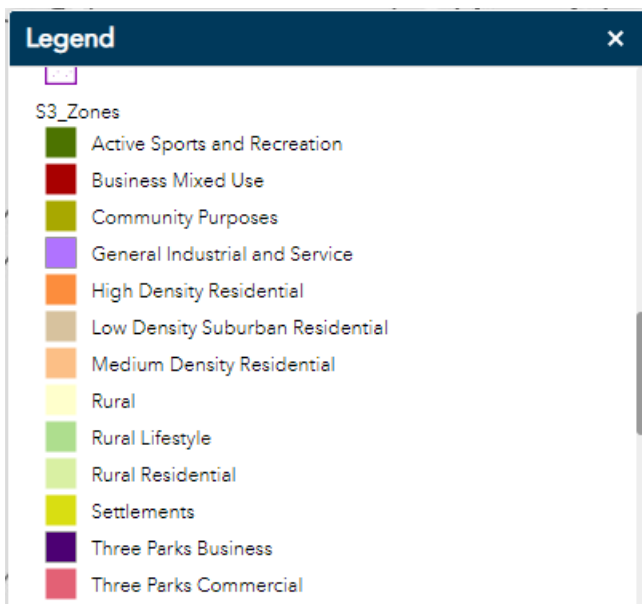 Legend ×
S3_Zones
Active Sports and Recreation
Business Mixed Use
Community Purposes
General Industrial and Service
High Density Residential
Low Density Suburban Residential
Medium Density Residential
Rural
Rural Lifestyle
Rural Residential
Settlements
Three Parks Business
Three Parks Commercial